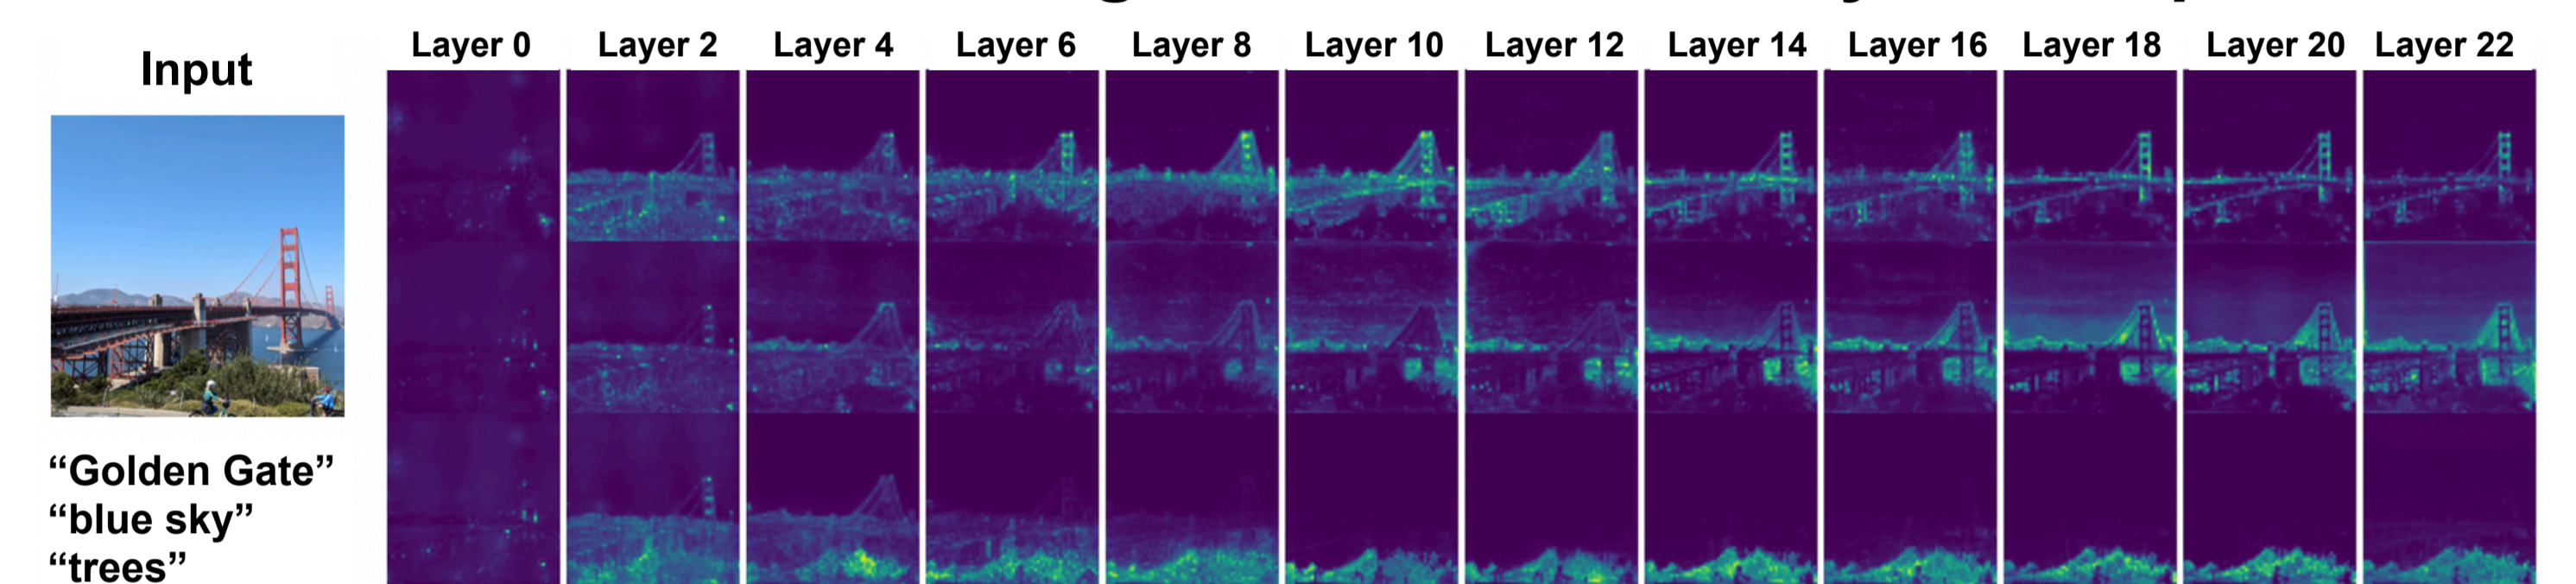 Input
Layer 0 Layer 2 Layer 4 Layer 6 Layer 8 Layer 10 Layer 12 Layer 14 Layer 16 Layer 18 Layer 20 Layer 22
“Golden Gate”
“blue sky”
“trees”